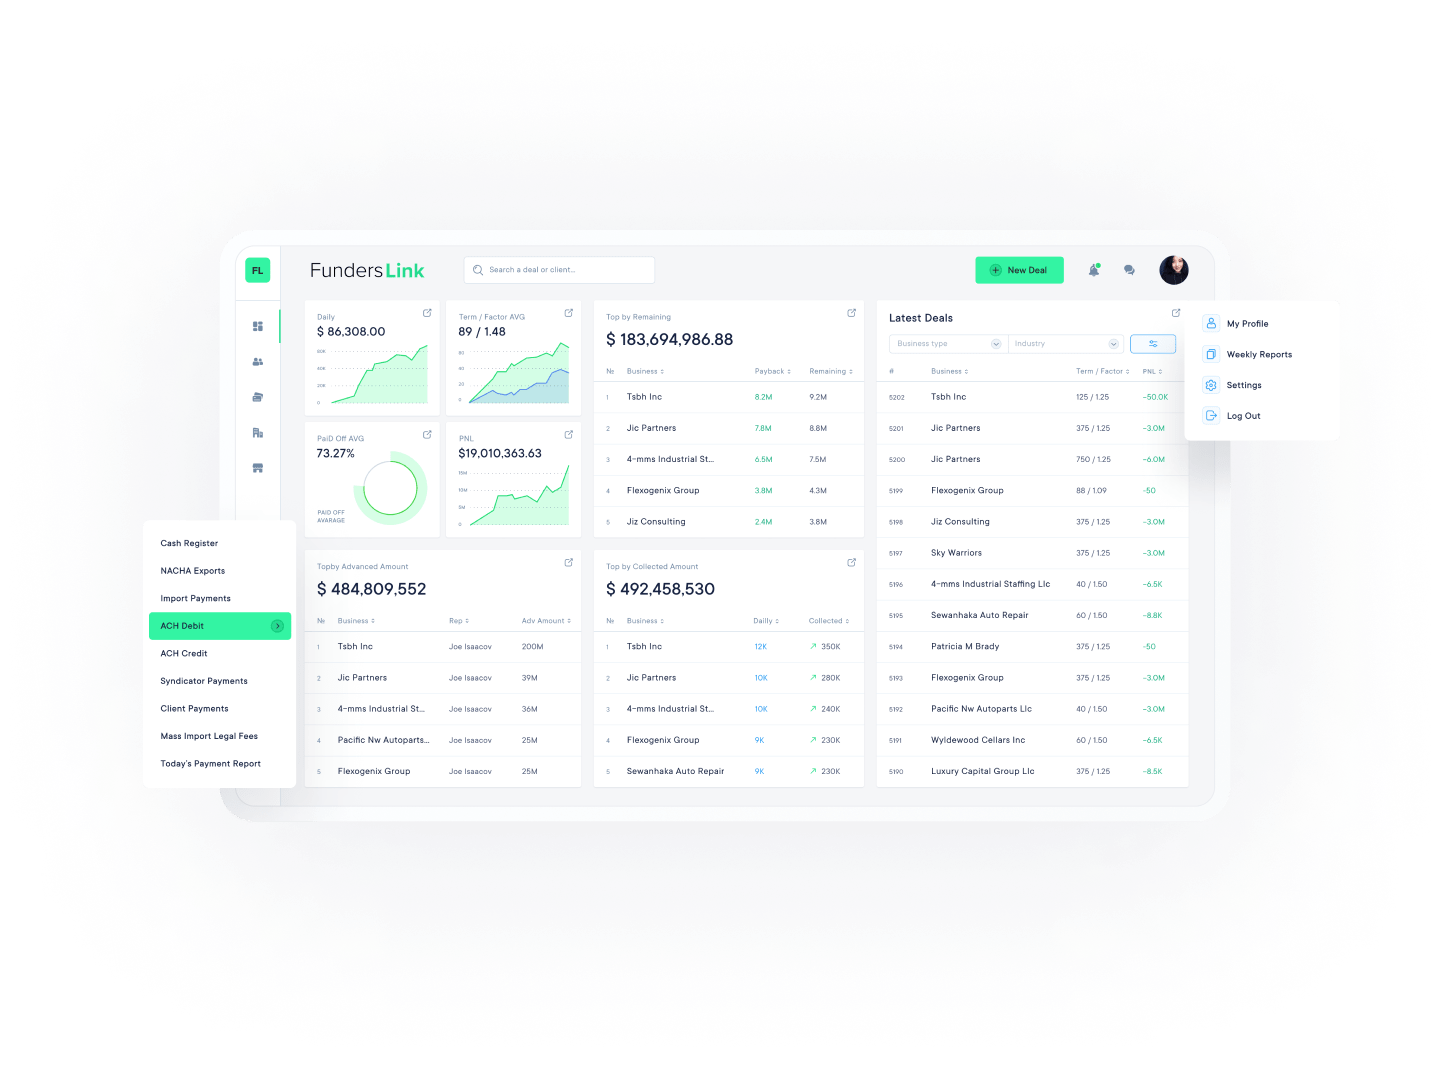 FL
FundersLink
Search a deal or client...
New Deal
Daily
$ 86,308.00
60K
40K
20K
0
Term / Factor AVG
89 / 1.48
60
40
20
0
PaiD Off AVG
73.27%
PAID OFF
AVARAGE
PNL
$19,010,363.63
15M
10M
5M
0
Top by Remaining
$ 183,694,986.88
№ Business Payback Remaining
1 Tsbh Inc 8.2M 9.2M
2 Jic Partners 7.8M 8.8M
3 4-mms Industrial St... 6.5M 7.5M
4 Flexogenix Group 3.8M 4.3M
5 Jiz Consulting 2.4M 3.8M
Latest Deals
Business type Industry
# Business Term / Factor PNL
5202 Tsbh Inc 125 / 1.25 -50.0K
5201 Jic Partners 375 / 1.25 -3.0M
5200 Jic Partners 750 / 1.25 -6.0M
5199 Flexogenix Group 88 / 1.09 -50
5198 Jiz Consulting 375 / 1.25 -3.0M
5197 Sky Warriors 375 / 1.25 -3.0M
5196 4-mms Industrial Staffing Llc 40 / 1.50 -6.5K
5195 Sewanhaka Auto Repair 60 / 1.50 -8.8K
5194 Patricia M Brady 375 / 1.25 -50
5193 Flexogenix Group 375 / 1.25 -3.0M
5192 Pacific Nw Autoparts Llc 40 / 1.50 -3.0M
5191 Wyldewood Cellars Inc 60 / 1.50 -6.5K
5190 Luxury Capital Group Llc 375 / 1.25 -8.5K
My Profile
Weekly Reports
Settings
Log Out
Cash Register
NACHA Exports
Import Payments
ACH Debit
ACH Credit
Syndicator Payments
Client Payments
Mass Import Legal Fees
Today's Payment Report
Topby Advanced Amount
$ 484,809,552
№ Business Rep Adv Amount
1 Tsbh Inc Joe Isaacov 200M
2 Jic Partners Joe Isaacov 39M
3 4-mms Industrial St... Joe Isaacov 36M
4 Pacific Nw Autoparts... Joe Isaacov 25M
5 Flexogenix Group Joe Isaacov 25M
Top by Collected Amount
$ 492,458,530
№ Business Dailly Collected
1 Tsbh Inc 12K 350K
2 Jic Partners 10K 280K
3 4-mms Industrial St... 10K 240K
4 Flexogenix Group 9K 230K
5 Sewanhaka Auto Repair 9K 230K